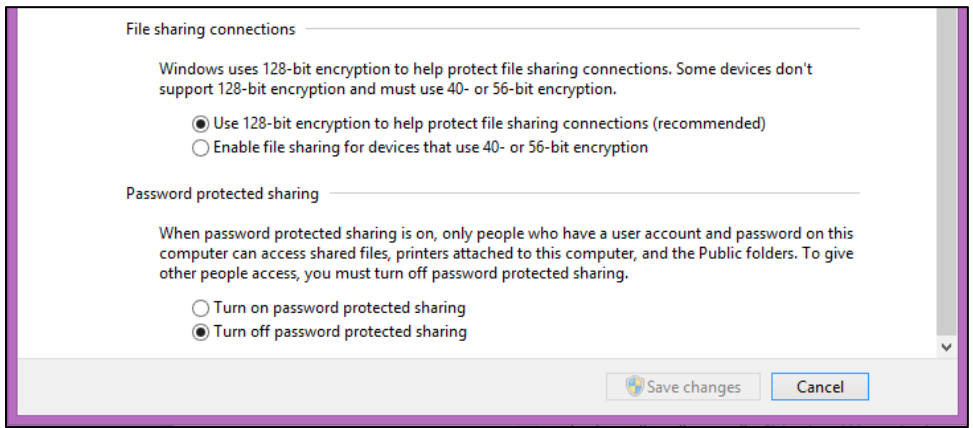 File sharing connections
Windows uses 128-bit encryption to help protect file sharing connections. Some devices don't
support 128-bit encryption and must use 40- or 56-bit encryption.
Use 128-bit encryption to help protect file sharing connections (recommended)
Enable file sharing for devices that use 40- or 56-bit encryption
Password protected sharing
When password protected sharing is on, only people who have a user account and password on this
computer can access shared files, printers attached to this computer, and the Public folders. To give
other people access, you must turn off password protected sharing.
Turn on password protected sharing
Turn off password protected sharing
Save changes Cancel